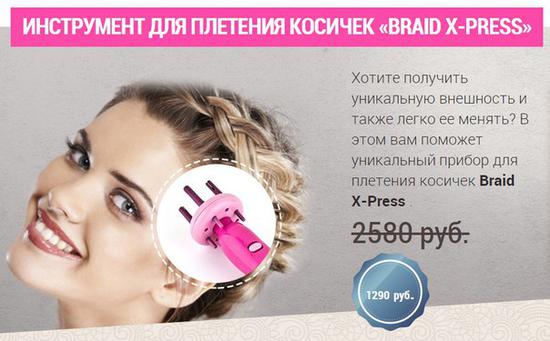 ИНСТРУМЕНТ ДЛЯ ПЛЕТЕНИЯ КОСИЧЕК «BRAID X-PRESS»
Хотите получить
уникальную внешность и
также легко ее менять? В
этом вам поможет
уникальный прибор для
плетения косичек Braid
X-Press .
2580 руб.
1290 руб.